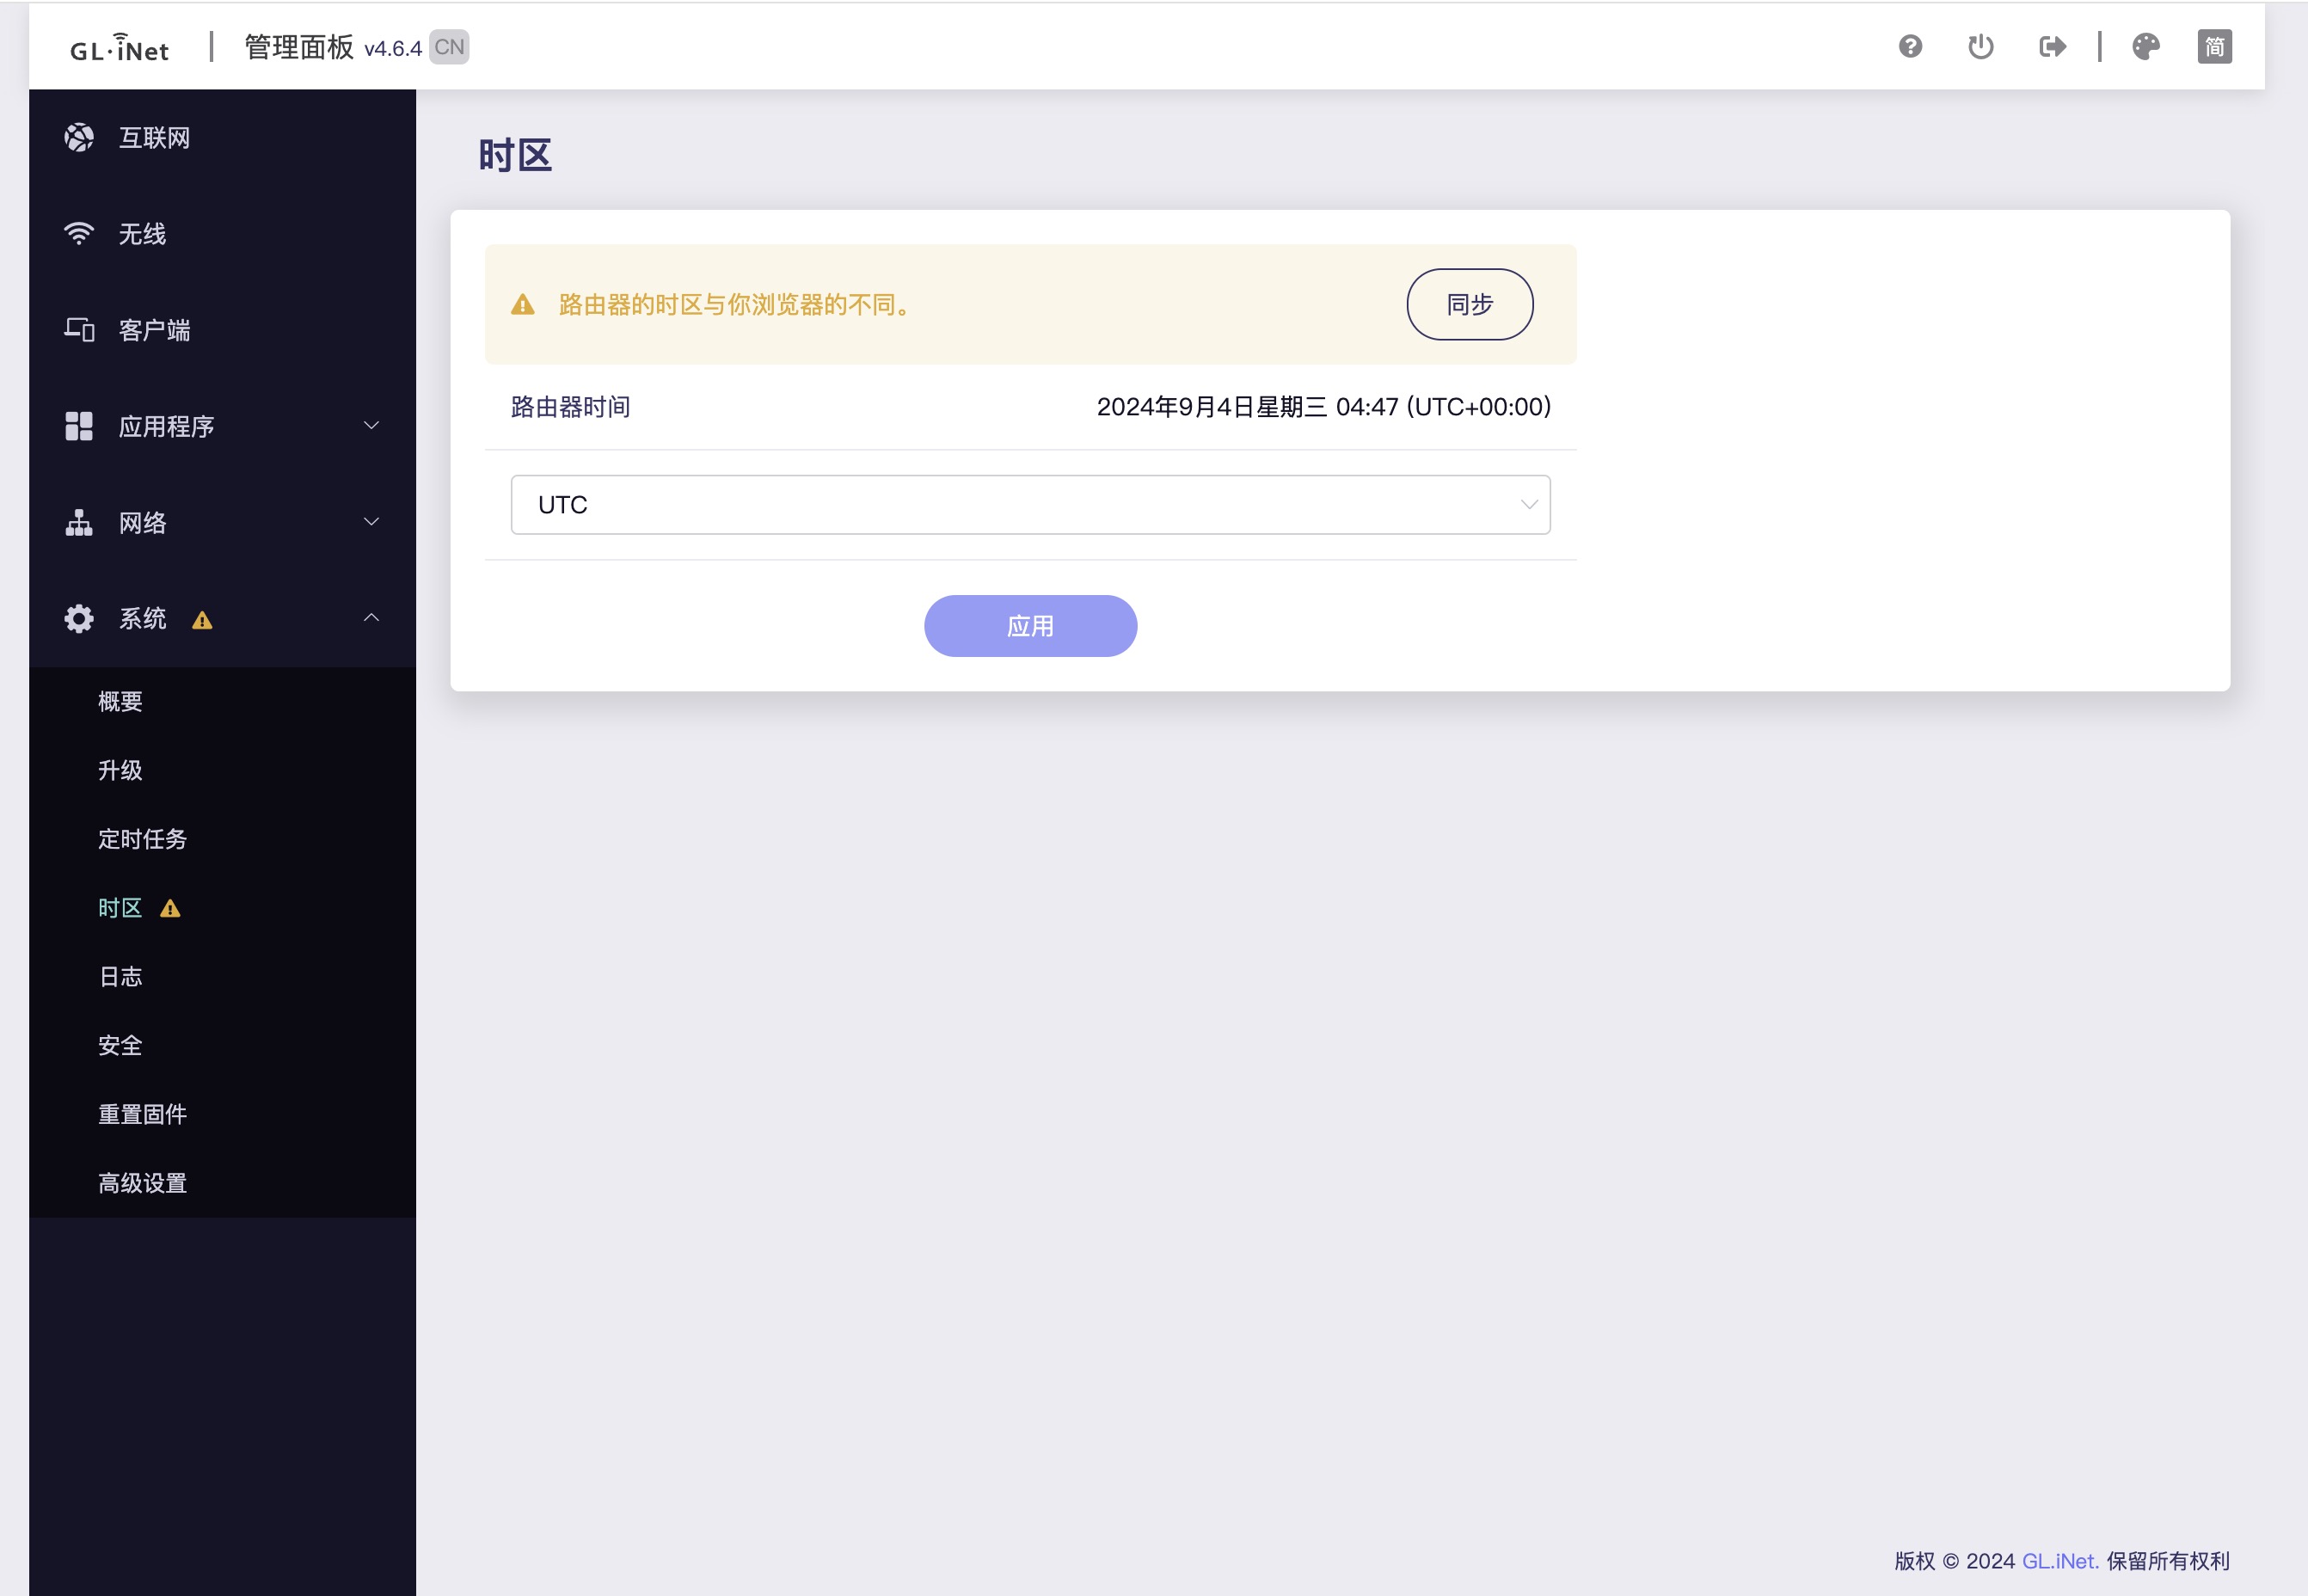 GL·iNet | 管理面板 v4.6.4 CN
简
互联网
无线
客户端
应用程序
网络
系统
概要
升级
定时任务
时区
日志
安全
重置固件
高级设置
时区
路由器的时区与你浏览器的不同。
同步
路由器时间 2024年9月4日星期三 04:47 (UTC+00:00)
UTC
应用
版权 © 2024 GL.iNet. 保留所有权利